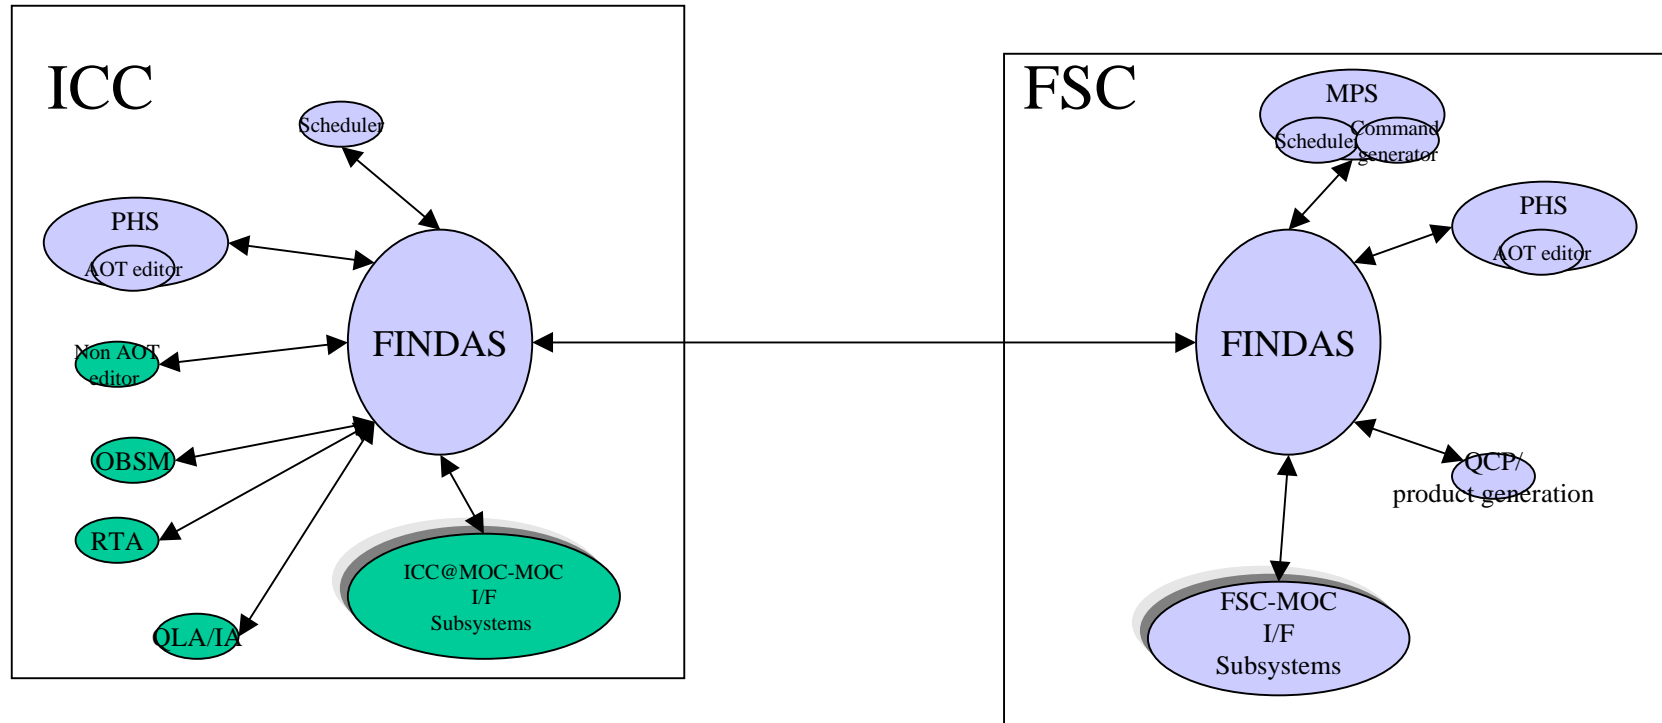 ICC
Scheduler
PHS
AOT editor
FINDAS
Non AOT
editor
OBSM
RTA
QLA/IA
ICC@MOC-MOC
I/F
Subsystems
FSC
MPS
Scheduler
Command
generator
PHS
AOT editor
FINDAS
QCP/
product generation
FSC-MOC
I/F
Subsystems